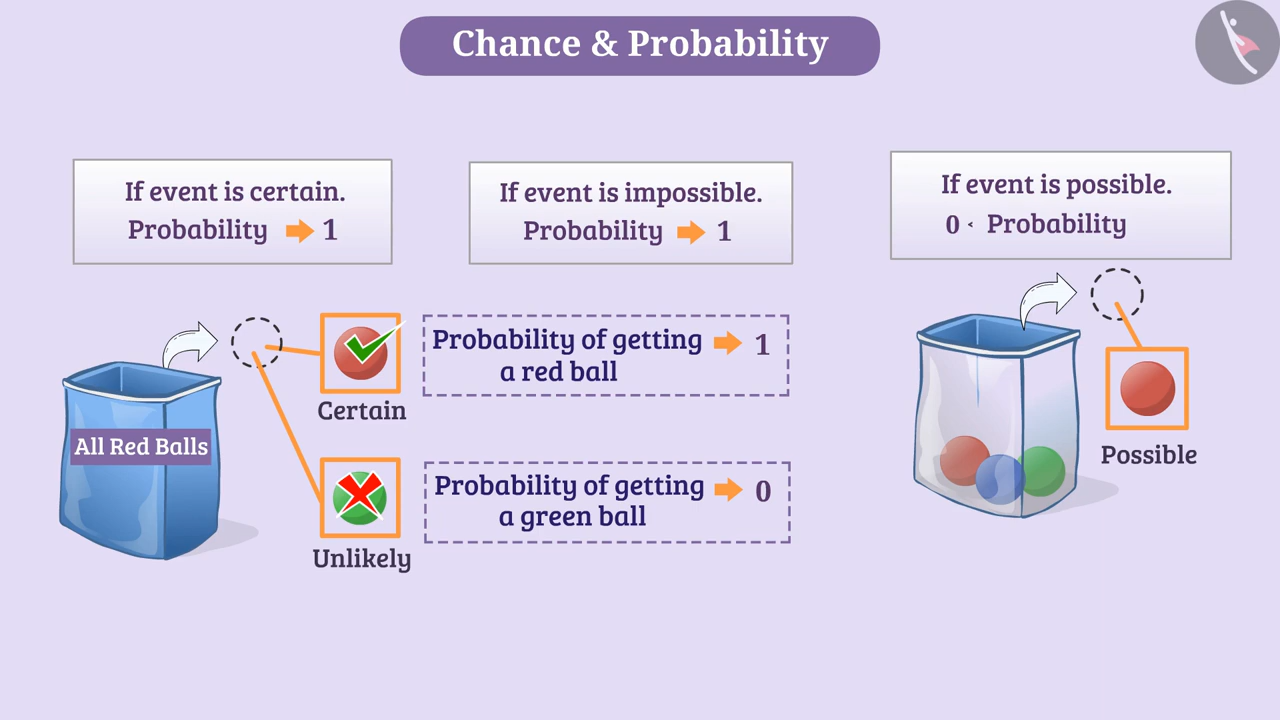 Chance & Probability
If event is certain.
Probability 1
If event is impossible.
Probability 1
If event is possible.
0 < Probability
All Red Balls
Certain
Probability of getting 1
a red ball
Unlikely
Probability of getting 0
a green ball
Possible